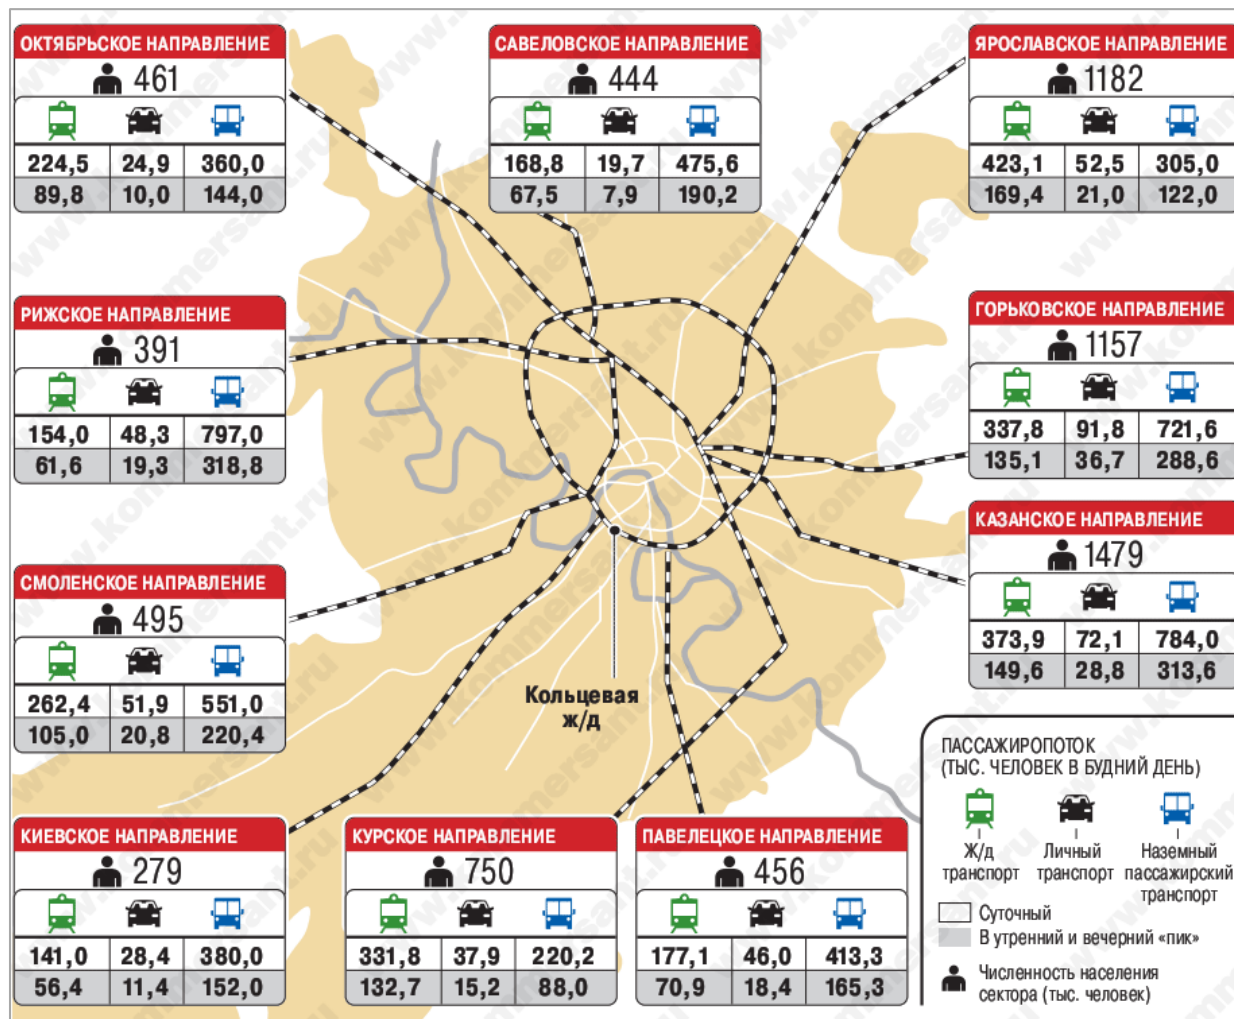 ОКТЯБРЬСКОЕ НАПРАВЛЕНИЕ
461
224,5 24,9 360,0
89,8 10,0 144,0
САВЕЛОВСКОЕ НАПРАВЛЕНИЕ
444
168,8 19,7 475,6
67,5 7,9 190,2
ЯРОСЛАВСКОЕ НАПРАВЛЕНИЕ
1182
423,1 52,5 305,0
169,4 21,0 122,0
РИЖСКОЕ НАПРАВЛЕНИЕ
391
154,0 48,3 797,0
61,6 19,3 318,8
ГОРЬКОВСКОЕ НАПРАВЛЕНИЕ
1157
337,8 91,8 721,6
135,1 36,7 288,6
КАЗАНСКОЕ НАПРАВЛЕНИЕ
1479
373,9 72,1 784,0
149,6 28,8 313,6
СМОЛЕНСКОЕ НАПРАВЛЕНИЕ
495
262,4 51,9 551,0
105,0 20,8 220,4
Кольцевая
ж/д
КИЕВСКОЕ НАПРАВЛЕНИЕ
279
141,0 28,4 380,0
56,4 11,4 152,0
КУРСКОЕ НАПРАВЛЕНИЕ
750
331,8 37,9 220,2
132,7 15,2 88,0
ПАВЕЛЕЦКОЕ НАПРАВЛЕНИЕ
456
177,1 46,0 413,3
70,9 18,4 165,3
ПАССАЖИРОПОТОК
(ТЫС. ЧЕЛОВЕК В БУДНИЙ ДЕНЬ)
Ж/д
транспорт
Личный
транспорт
Наземный
пассажирский
транспорт
Суточный
В утренний и вечерний «пик»
Численность населения
сектора (тыс. человек)
www.kommersant.ru